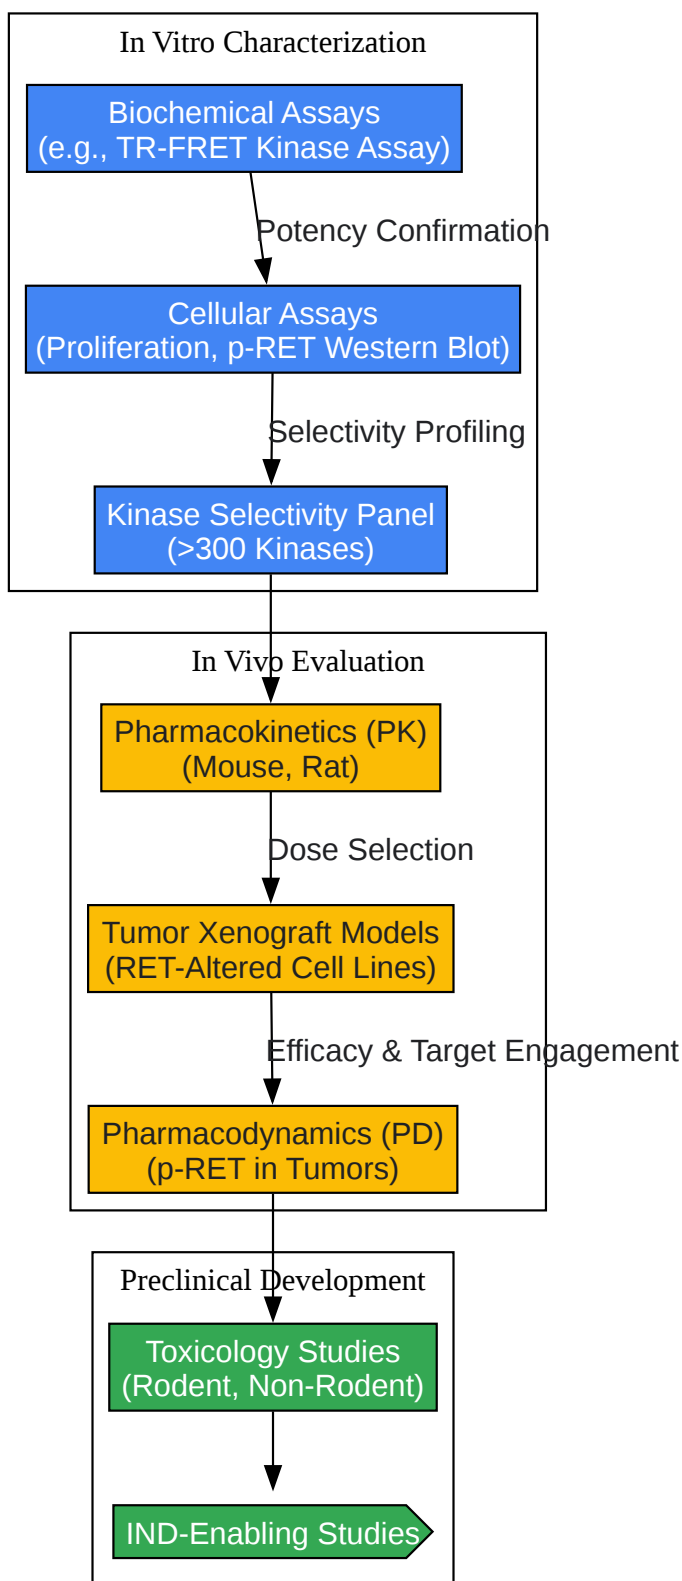 In Vitro Characterization
Biochemical Assays
(e.g., TR-FRET Kinase Assay)
Potency Confirmation
Cellular Assays
(Proliferation, p-RET Western Blot)
Selectivity Profiling
Kinase Selectivity Panel
(>300 Kinases)
In Vivo Evaluation
Pharmacokinetics (PK)
(Mouse, Rat)
Dose Selection
Tumor Xenograft Models
(RET-Altered Cell Lines)
Efficacy & Target Engagement
Pharmacodynamics (PD)
(p-RET in Tumors)
Preclinical Development
Toxicology Studies
(Rodent, Non-Rodent)
IND-Enabling Studies